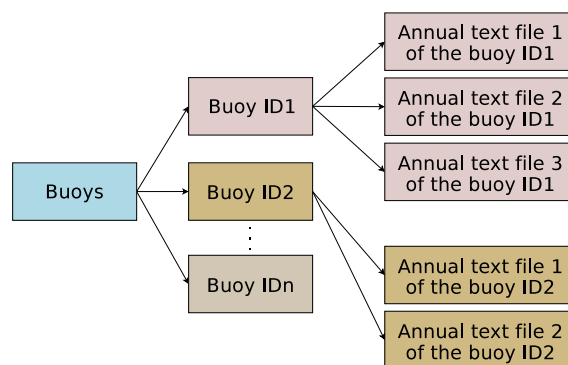 Buoys
Buoy ID1
Buoy ID2
Buoy IDn
Annual text file 1
of the buoy ID1
Annual text file 2
of the buoy ID1
Annual text file 3
of the buoy ID1
Annual text file 1
of the buoy ID2
Annual text file 2
of the buoy ID2